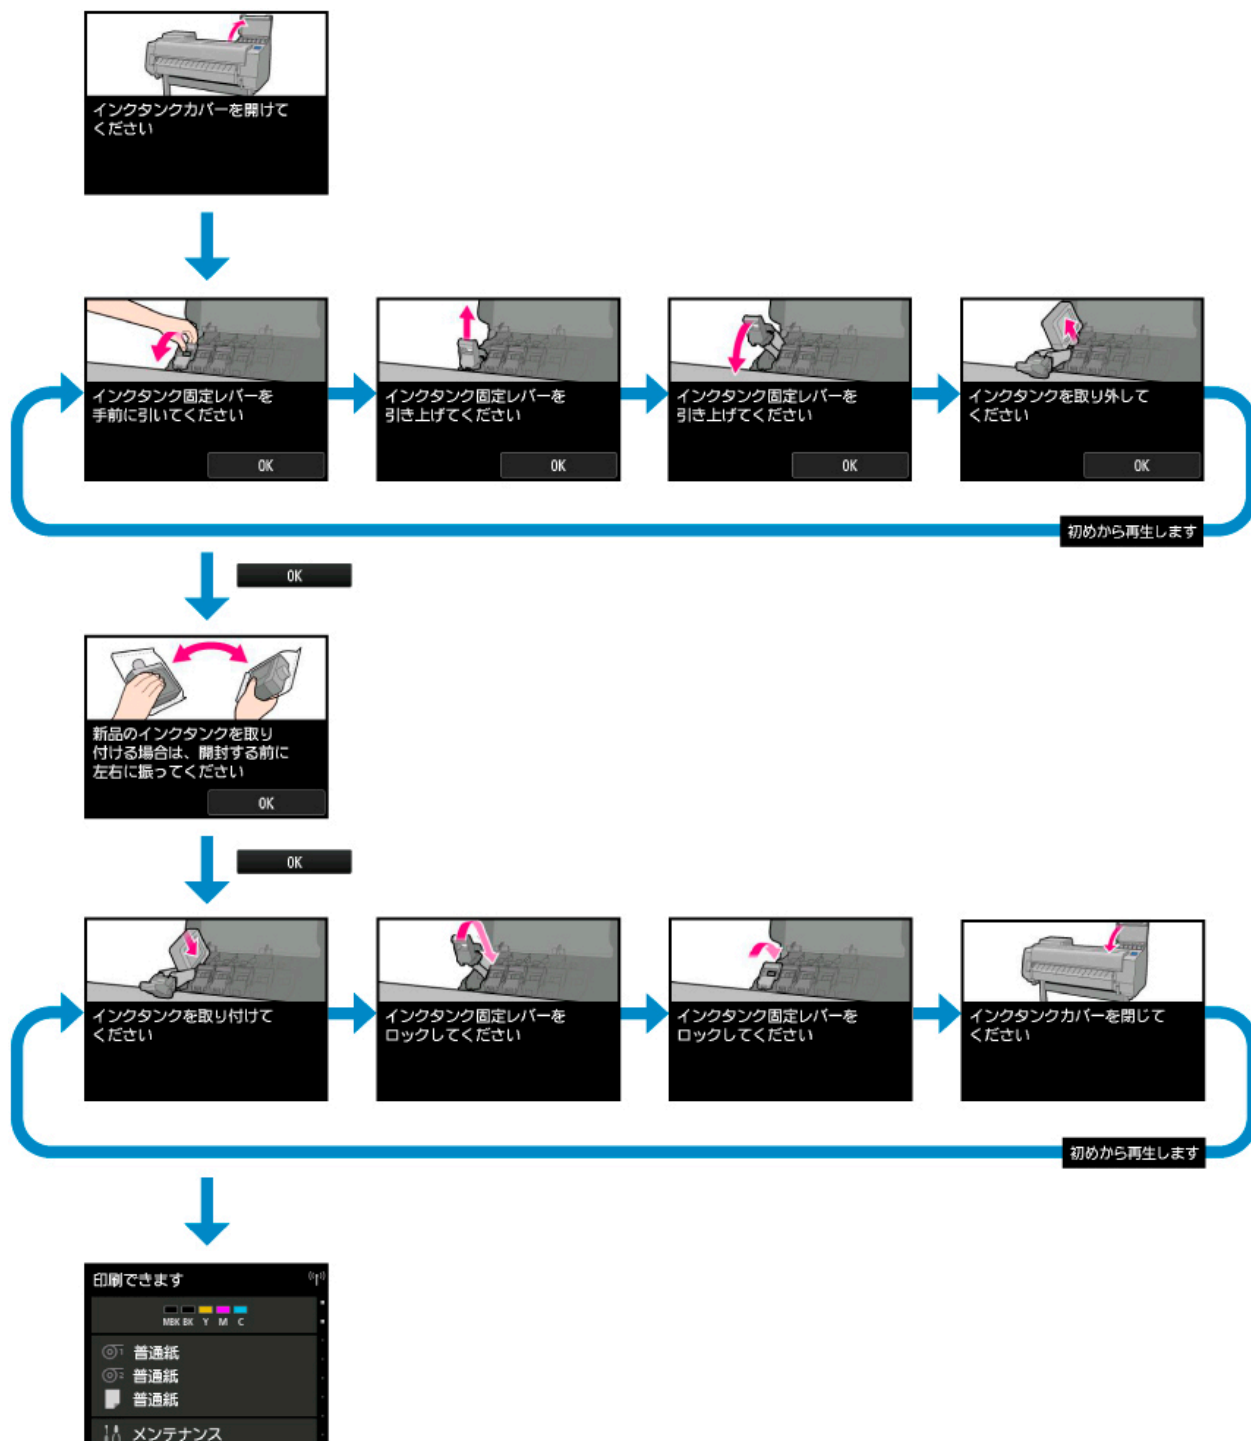 インクタンクカバーを開けて
ください
インクタンク固定レバーを
手前に引いてください
OK
インクタンク固定レバーを
引き上げてください
OK
インクタンク固定レバーを
引き上げてください
OK
インクタンクを取り外して
ください
OK
初めから再生します
OK
新品のインクタンクを取り
付ける場合は、開封する前に
左右に振ってください
OK
OK
インクタンクを取り付けて
ください
インクタンク固定レバーを
ロックしてください
インクタンク固定レバーを
ロックしてください
インクタンクカバーを閉じて
ください
初めから再生します
印刷できます
MBK BK Y M C
1 普通紙
2 普通紙
普通紙
メンテナンス